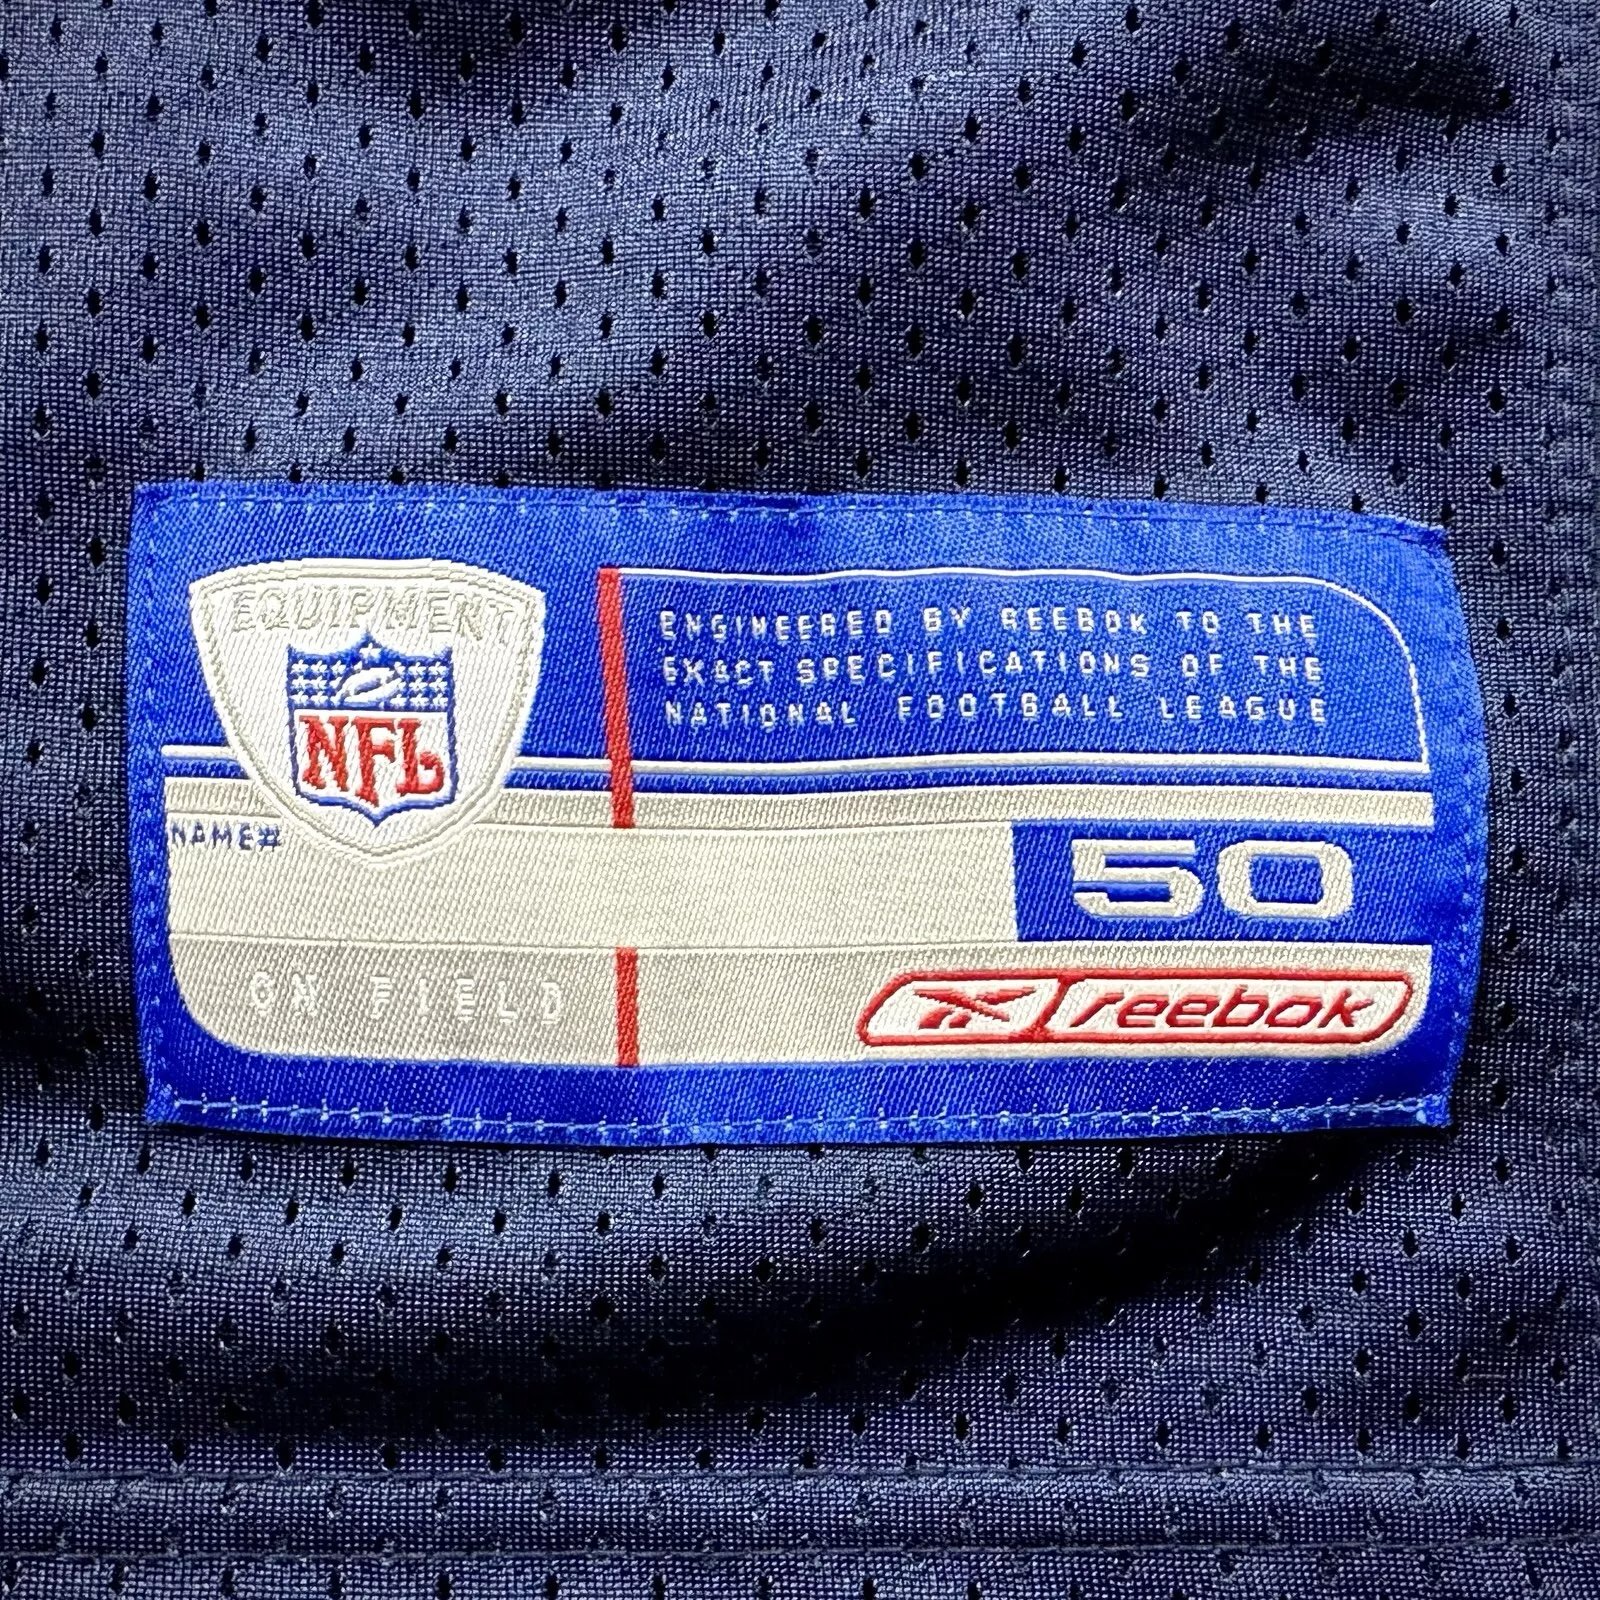 EQUIPMENT
NFL
ENGINEERED BY REEBOK TO THE
EXACT SPECIFICATIONS OF THE
NATIONAL FOOTBALL LEAGUE
NAME#
50
ON FIELD
reebok